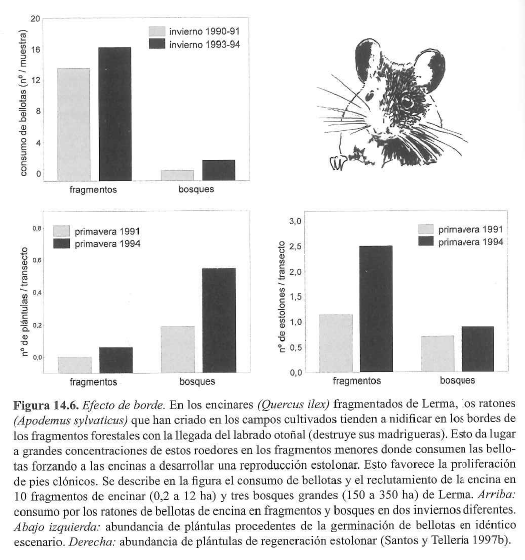 20
16
12
8
4
0
consumo de bellotas (nº / muestra)
invierno 1990-91
invierno 1993-94
fragmentos
bosques
0,8
0,6
0,4
0,2
0,0
nº de plántulas / transecto
primavera 1991
primavera 1994
fragmentos
bosques
3,0
2,5
2,0
1,5
1,0
0,5
0,0
nº de estolones / transecto
primavera 1991
primavera 1994
fragmentos
bosques
Figura 14.6. Efecto de borde. En los encinares (Quercus ilex) fragmentados de Lerma, os ratones
(Apodemus sylvaticus) que han criado en los campos cultivados tienden a nidificar en los bordes de
los fragmentos forestales con la llegada del labrado otoñal (destruye sus madrigueras). Esto da lugar
a grandes concentraciones de estos roedores en los fragmentos menores donde consumen las bello-
tas forzando a las encinas a desarrollar una reproducción estolonar. Esto favorece la proliferación
de pies clónicos. Se describe en la figura el consumo de bellotas y el reclutamiento de la encina en
10 fragmentos de encinar (0,2 a 12 ha) y tres bosques grandes (150 a 350 ha) de Lerma. Arriba:
consumo por los ratones de bellotas de encina en fragmentos y bosques en dos inviernos diferentes.
Abajo izquierda: abundancia de plántulas procedentes de la germinación de bellotas en idéntico
escenario. Derecha: abundancia de plántulas de regeneración estolonar (Santos y Tellería 1997b).